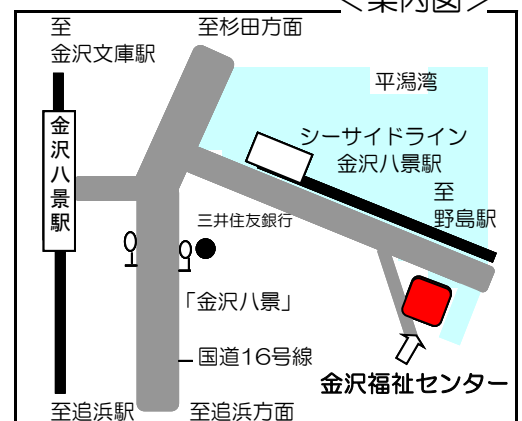 ＜案内図＞
至
金沢文庫駅
至杉田方面
平潟湾
金沢八景駅
シーサイドライン
金沢八景駅
至
野島駅
三井住友銀行
「金沢八景」
国道16号線
金沢福祉センター
至追浜駅
至追浜方面